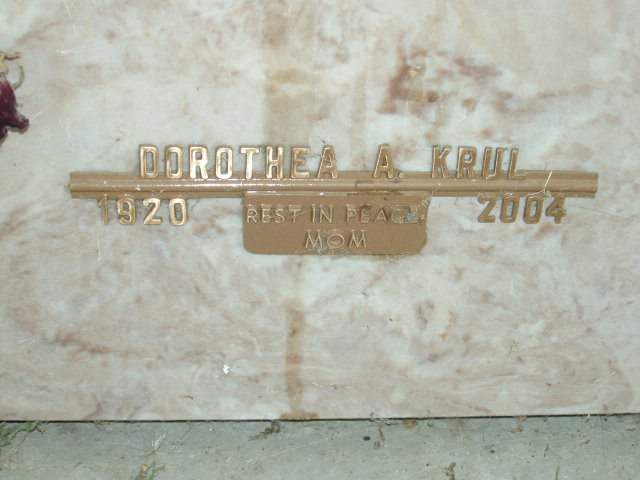 DOROTHEA A. KRUL
1920 REST IN PEACE 2004
MOM